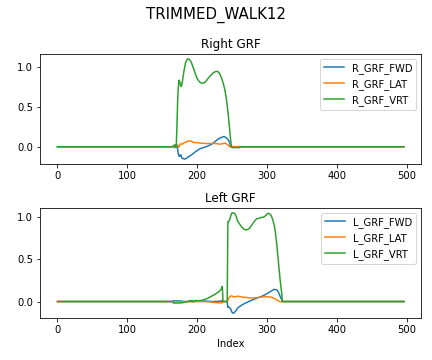 TRIMMED_WALK12
Right GRF
1.0
0.5
0.0
R_GRF_FWD
R_GRF_LAT
R_GRF_VRT
0 100 200 300 400 500
Left GRF
1.0
0.5
0.0
L_GRF_FWD
L_GRF_LAT
L_GRF_VRT
0 100 200 300 400 500
Index